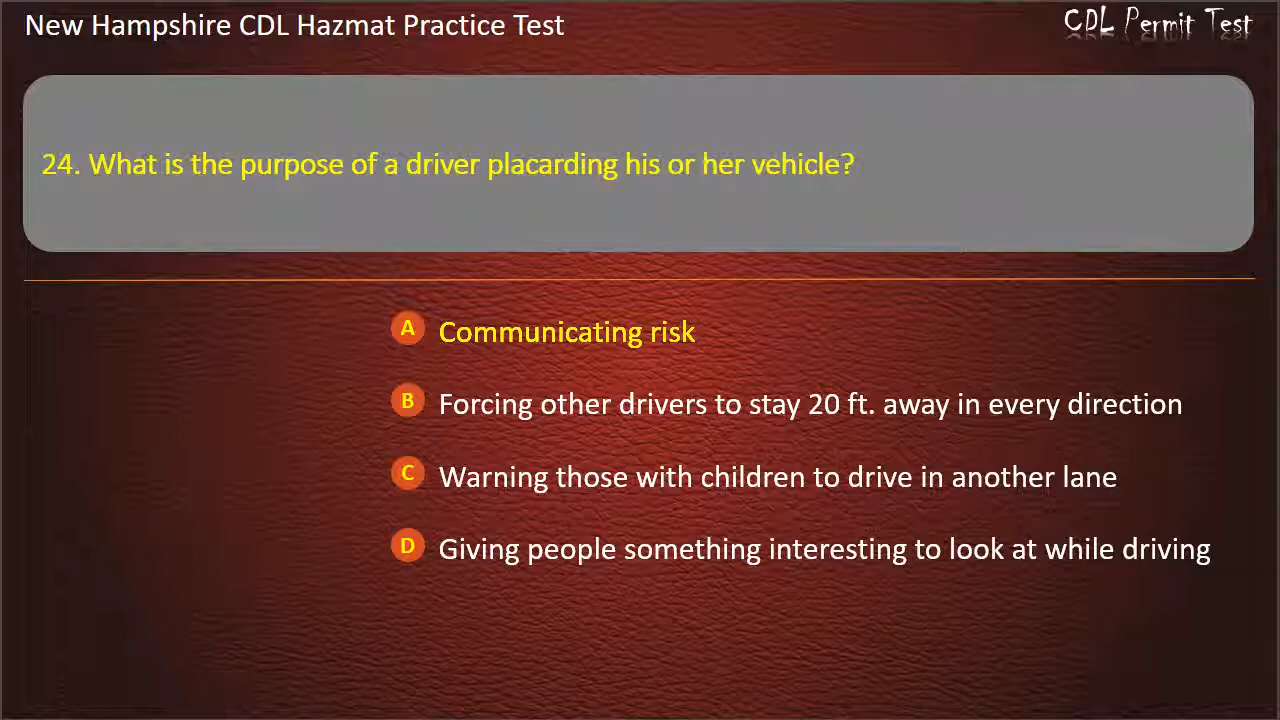 New Hampshire CDL Hazmat Practice Test
CDL Permit Test
24. What is the purpose of a driver placarding his or her vehicle?
A Communicating risk
B Forcing other drivers to stay 20 ft. away in every direction
C Warning those with children to drive in another lane
D Giving people something interesting to look at while driving